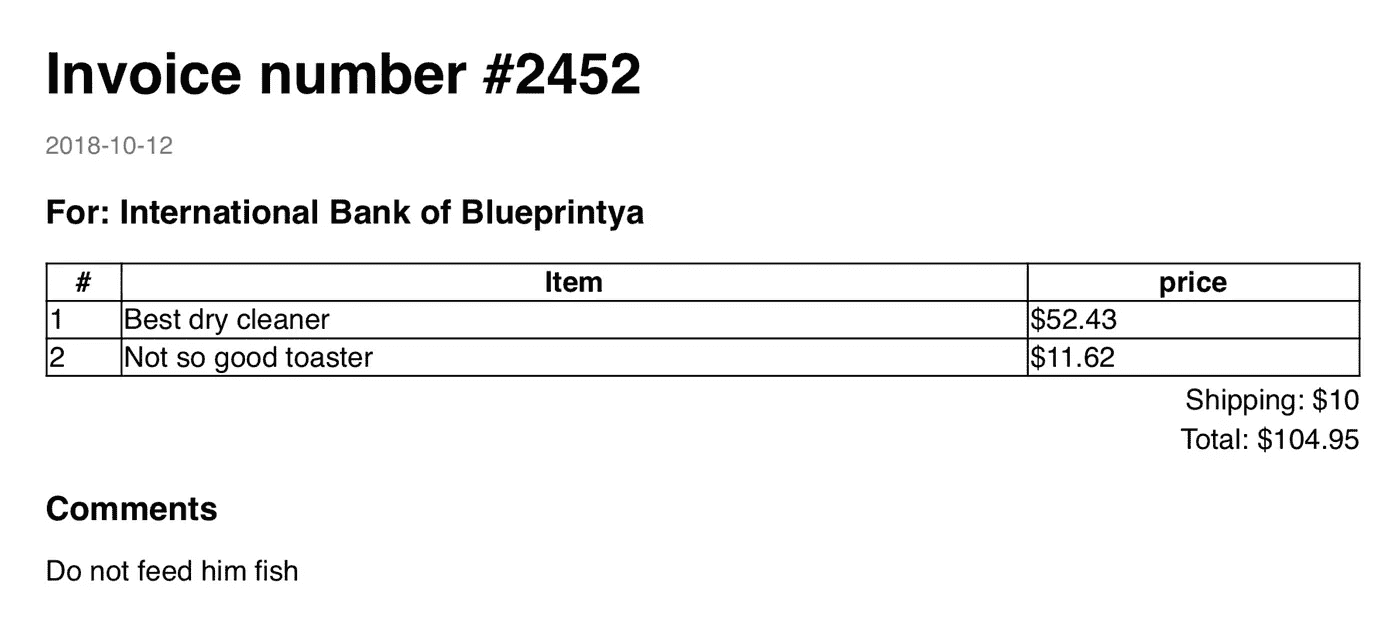 Invoice number #2452
2018-10-12
For: International Bank of Blueprintya
# Item price
1 Best dry cleaner $52.43
2 Not so good toaster $11.62
Shipping: $10
Total: $104.95
Comments
Do not feed him fish